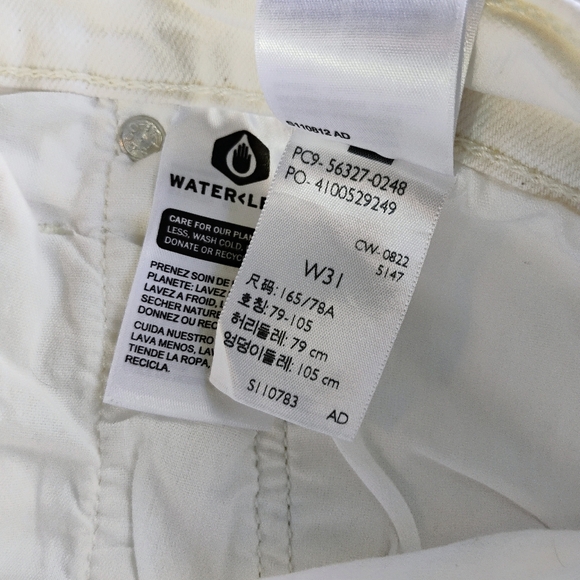 S110812 AD
WATER<LE
CARE FOR OUR PLAN
LESS, WASH COLD,
DONATE OR RECYC
PRENEZ SOIN DE
PLANETE: LAVEZ
LAVEZ A FROID,
SECHER NATURE
DONNEZ OU REC
CUIDA NUESTRO
LAVA MENOS, LAV
TIENDE LA ROPA,
RECICLA.
PC9- 56327-0248
PO- 4100529249
CW-0822
S147
W31
尺码: 165/78A
호칭: 79-105
허리둘레: 79 cm
엉덩이둘레: 105 cm
S110783 AD